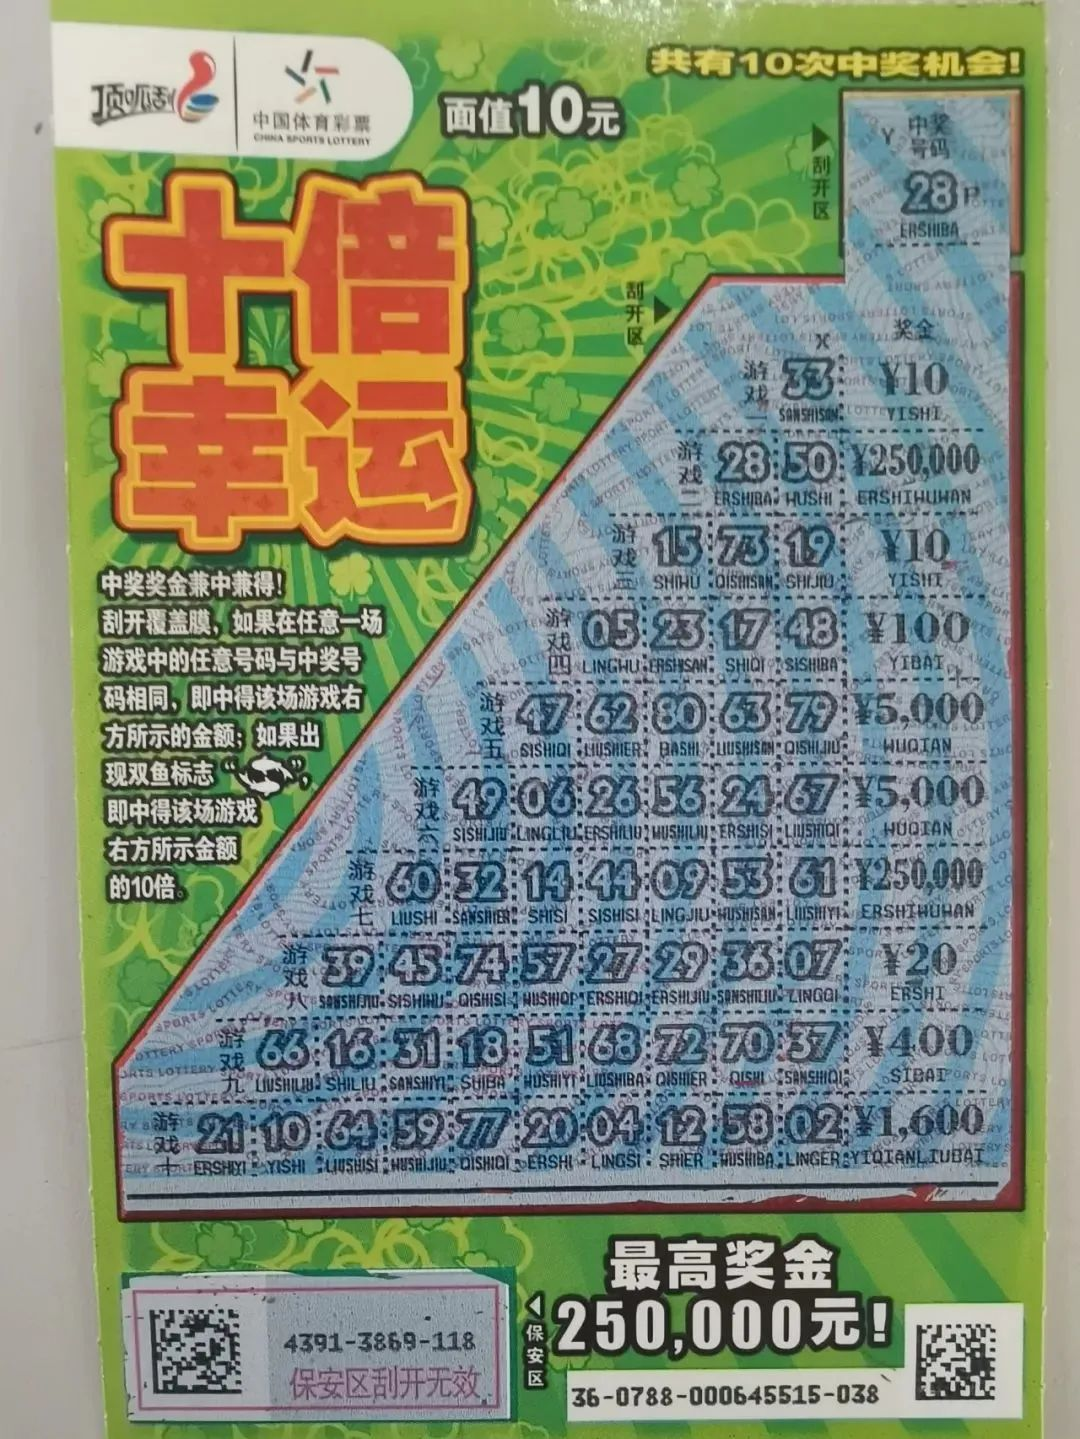 共有10次中奖机会!
顶呱刮
中国体育彩票
CHINA SPORTS LOTTERY
面值10元
刮开区
中奖号码
Y
28 P
ERSHIBA
十倍幸运
刮开区
奖金
X
游戏一 33 ¥10
SANSHISAN YISHI
游戏二 28 50 ¥250,000
ERSHIBA WUSHI ERSHIWUWAN
游戏三 15 73 19 ¥10
SHIWU QISHISAN SHIJIU YISHI
游戏四 05 23 17 48 ¥100
LINGWU ERSHISAN SHIQI SISHIBA YIBAI
游戏五 47 62 80 63 79 ¥5,000
SISHIQI LIUSHIER BASHI LIUSHISAN QISHIJIU WUQIAN
游戏六 49 06 26 56 24 67 ¥5,000
SISHIJIU LINGLIU ERSHILIU WUSHILIU ERSHISI LIUSHIQI WUQIAN
游戏七 60 32 14 44 09 53 61 ¥250,000
LIUSHI SANSHIER SHISI SISHISI LINGJIU WUSHISAN LIUSHIYI ERSHIWUWAN
游戏八 39 45 74 57 27 29 36 07 ¥20
SANSHIJIU SISHIWU QISHISI WUSHIQI ERSHIQI ERSHIJIU SANSHILIU LINGQI ERSHI
游戏九 66 16 31 18 51 68 72 70 37 ¥400
LIUSHILIU SHILIU SANSHIYI SHIBA WUSHIYI LIUSHIBA QISHIER QISHI SANSHIQI SIBAI
游戏十 21 10 64 59 77 20 04 12 58 02 ¥1,600
ERSHIYI YISHI LIUSHISI WUSHIJIU QISHIQI ERSHI LINGSI SHIER WUSHIBA LINGER YIQIANLIUBAI
中奖奖金兼中兼得!
刮开覆盖膜，如果在任意一场
游戏中的任意号码与中奖号
码相同，即中得该场游戏右
方所示的金额；如果出
现双鱼标志“ ”，
即中得该场游戏
右方所示金额
的10倍。
最高奖金
250,000元!
保安区
4391-3869-118
保安区刮开无效
36-0788-000645515-038